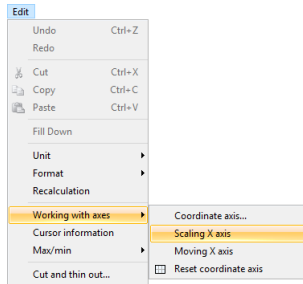 Edit
Undo Ctrl+Z
Redo
Cut Ctrl+X
Copy Ctrl+C
Paste Ctrl+V
Fill Down
Unit
Format
Recalculation
Working with axes
Cursor information
Max/min
Cut and thin out...
Coordinate axis...
Scaling X axis
Moving X axis
Reset coordinate axis